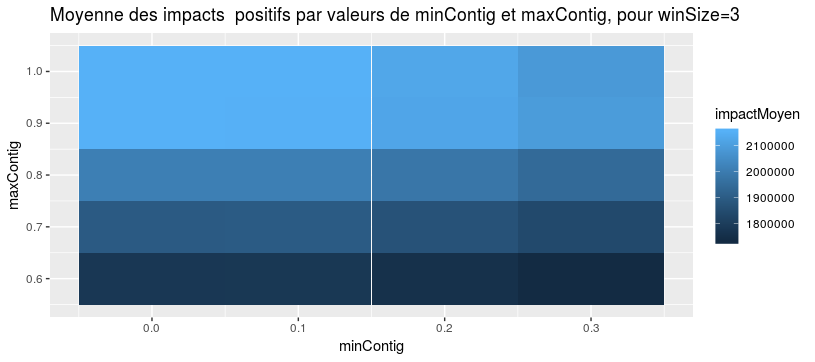 Moyenne des impacts  positifs par valeurs de minContig et maxContig, pour winSize=3
maxContig
1.0
0.9
0.8
0.7
0.6
0.0 0.1 0.2 0.3
minContig
impactMoyen
2100000
2000000
1900000
1800000